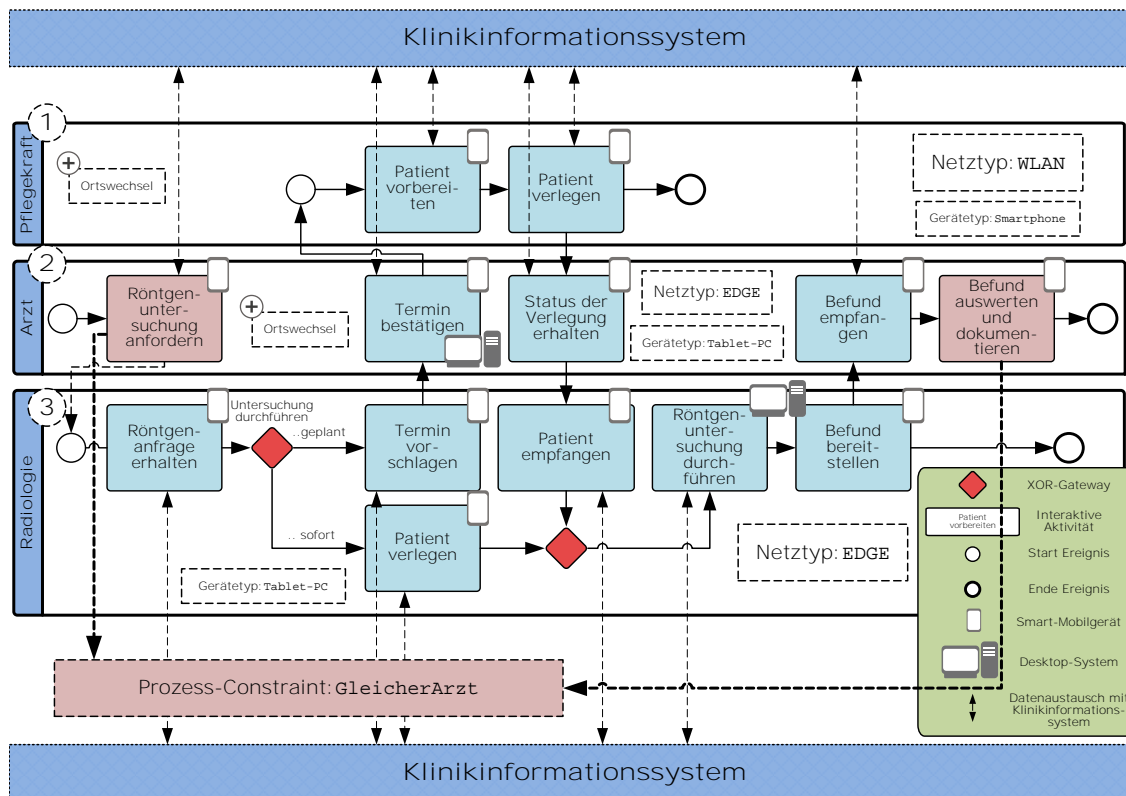 Klinikinformationssystem
1
Pflegekraft
Ortswechsel
Patient
vorberei-
ten
Patient
verlegen
Netztyp: WLAN
Gerätetyp: Smartphone
2
Arzt
Röntgen-
unter-
suchung
anfordern
Ortswechsel
Termin
bestätigen
Status der
Verlegung
erhalten
Netztyp: EDGE
Gerätetyp: Tablet-PC
Befund
empfan-
gen
Befund
auswerten
und
dokumen-
tieren
3
Radiologie
Röntgen-
anfrage
erhalten
Untersuchung
durchführen
..geplant
.. sofort
Termin
vor-
schlagen
Patient
verlegen
Patient
empfangen
Röntgen-
unter-
suchung
durch-
führen
Befund
bereit-
stellen
Gerätetyp: Tablet-PC
Netztyp: EDGE
XOR-Gateway
Patient
vorbereiten
Interaktive
Aktivität
Start Ereignis
Ende Ereignis
Smart-Mobilgerät
Desktop-System
Datenaustausch mit
Klinikinformations-
system
Prozess-Constraint: GleicherArzt
Klinikinformationssystem